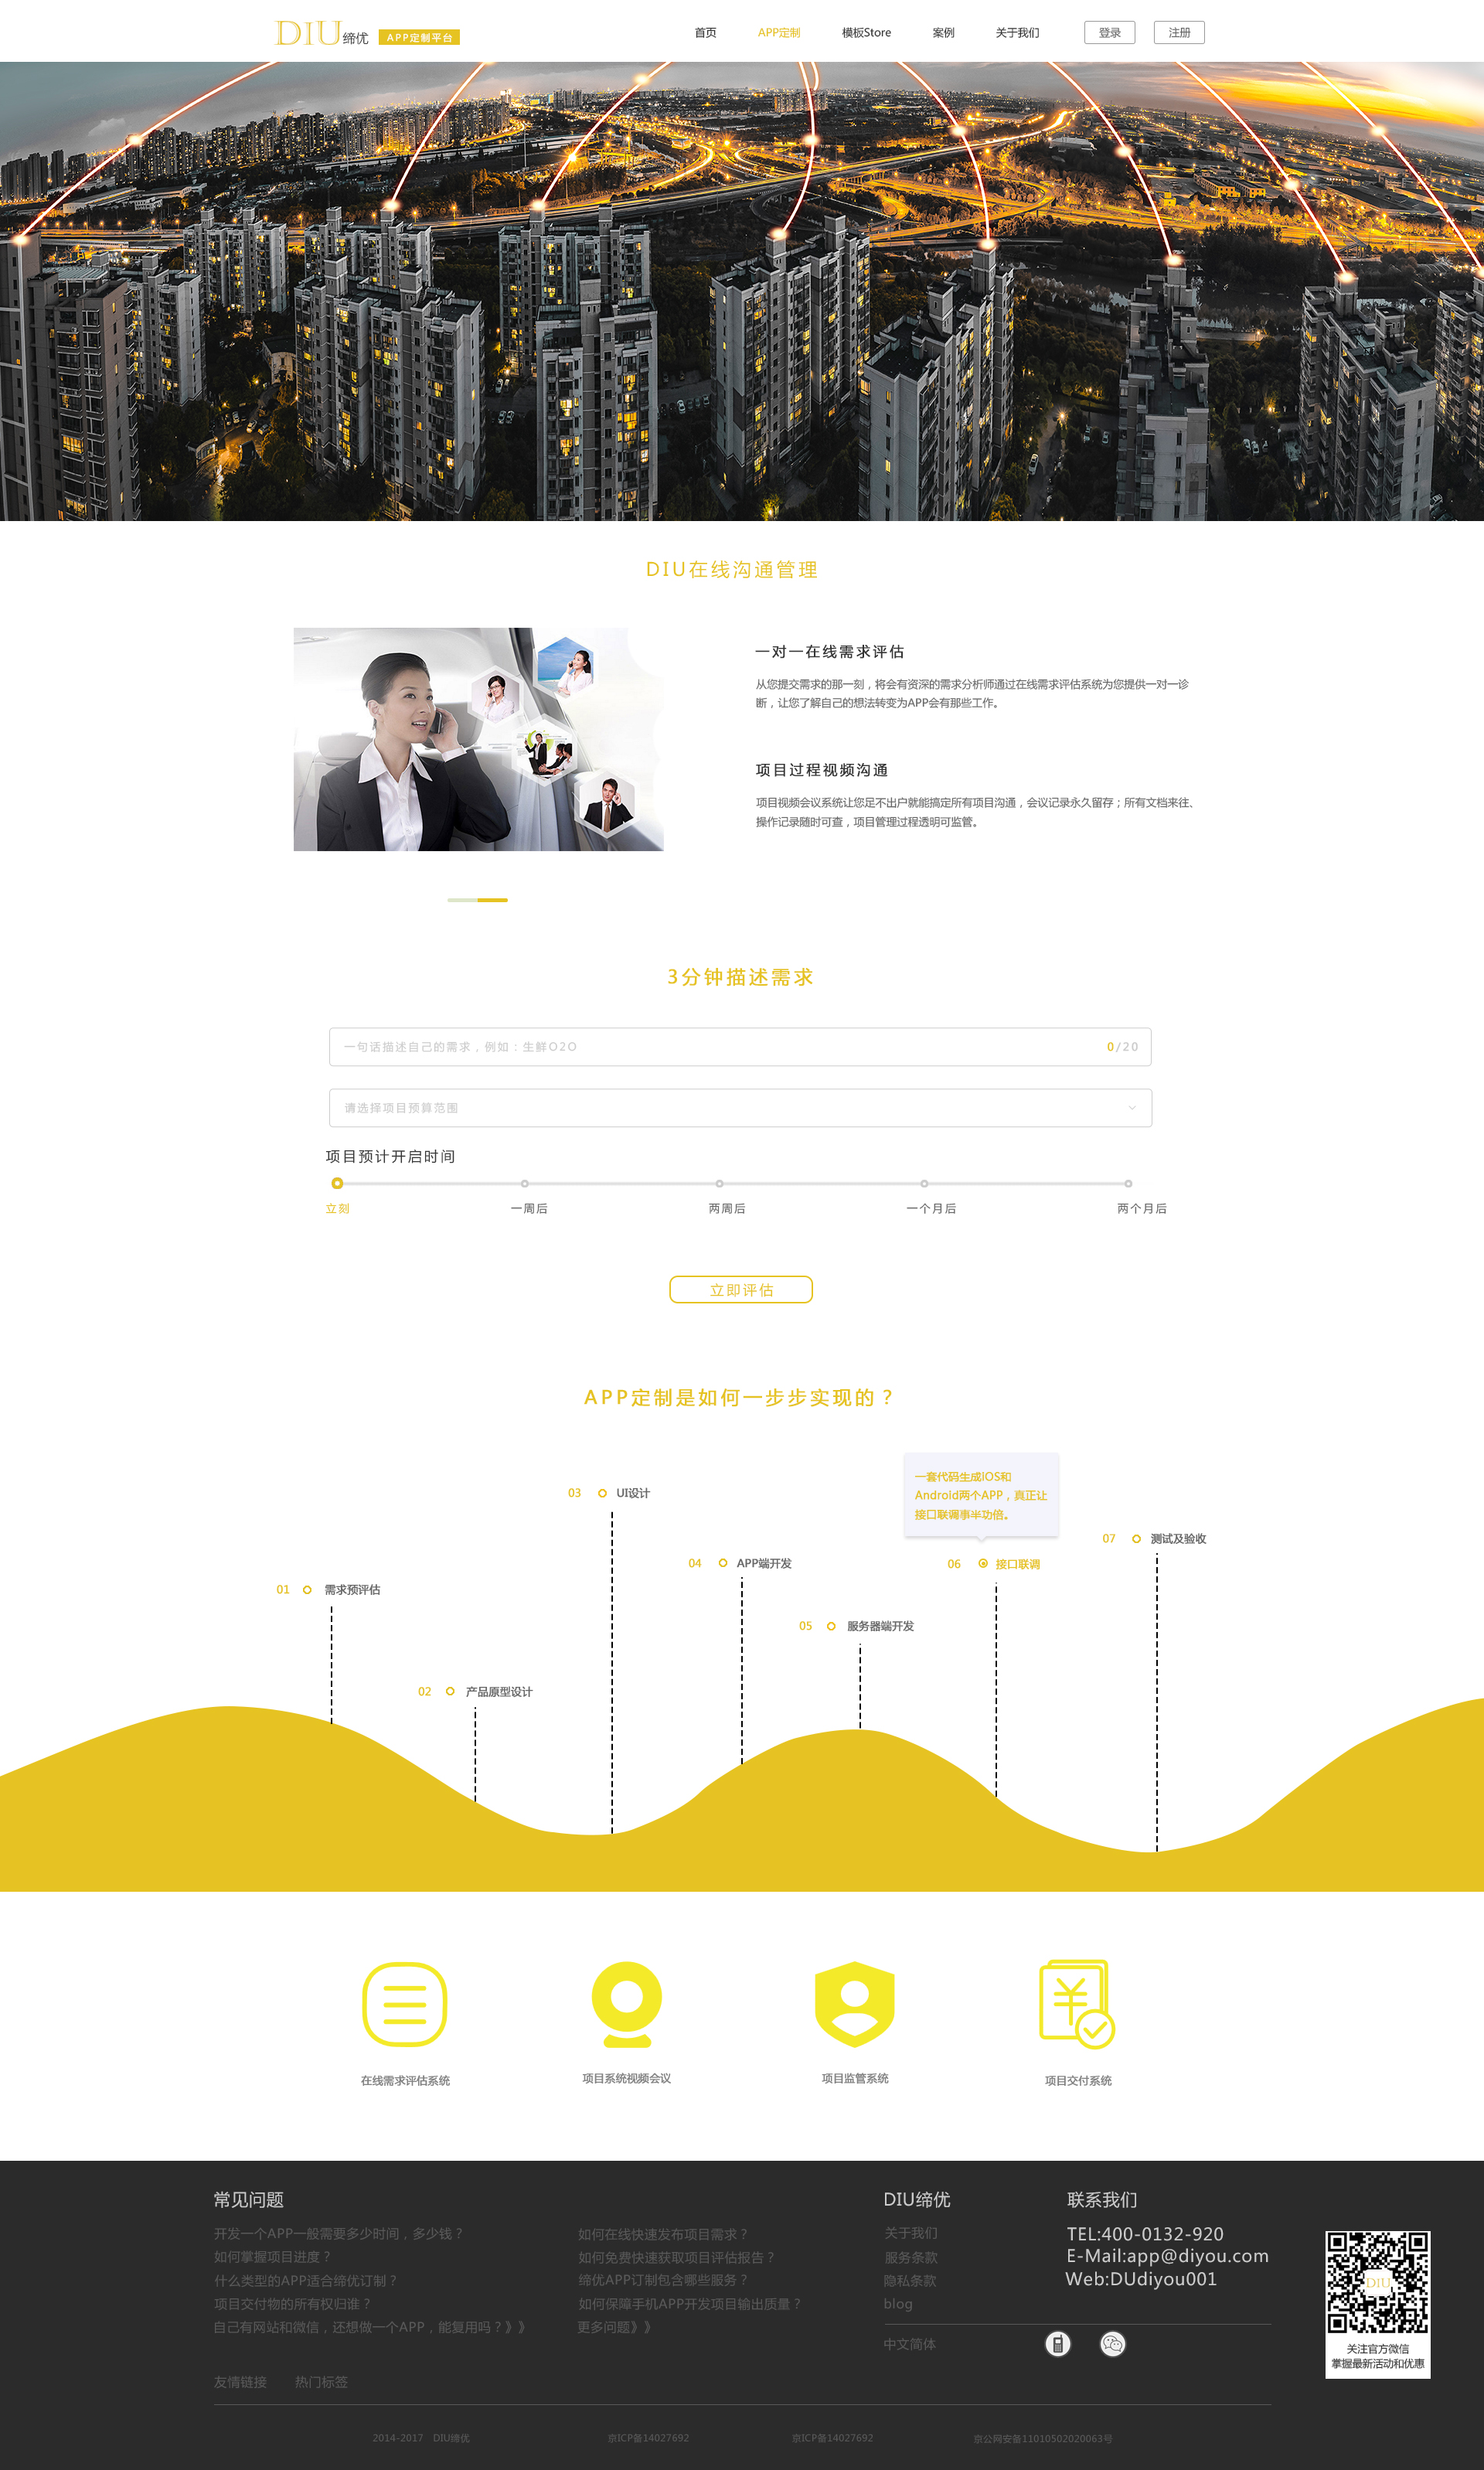 DIU缔优 APP定制平台
首页 APP定制 模板Store 案例 关于我们 登录 注册
DIU在线沟通管理
一对一在线需求评估
从您提交需求的那一刻，将会有资深的需求分析师通过在线需求评估系统为您提供一对一诊
断，让您了解自己的想法转变为APP会有那些工作。
项目过程视频沟通
项目视频会议系统让您足不出户就能搞定所有项目沟通，会议记录永久留存；所有文档来往、
操作记录随时可查，项目管理过程透明可监管。
3分钟描述需求
一句话描述自己的需求，例如：生鲜O2O 0/20
请选择项目预算范围
项目预计开启时间
立刻 一周后 两周后 一个月后 两个月后
立即评估
APP定制是如何一步步实现的？
01 需求预评估
02 产品原型设计
03 UI设计
04 APP端开发
05 服务器端开发
一套代码生成IOS和
Android两个APP，真正让
接口联调事半功倍。
06 接口联调
07 测试及验收
在线需求评估系统
项目系统视频会议
项目监管系统
项目交付系统
常见问题
开发一个APP一般需要多少时间，多少钱？
如何掌握项目进度？
什么类型的APP适合缔优订制？
项目交付物的所有权归谁？
自己有网站和微信，还想做一个APP，能复用吗？》》
如何在线快速发布项目需求？
如何免费快速获取项目评估报告？
缔优APP订制包含哪些服务？
如何保障手机APP开发项目输出质量？
更多问题》》
DIU缔优
关于我们
服务条款
隐私条款
blog
中文简体
联系我们
TEL:400-0132-920
E-Mail:app@diyou.com
Web:DUdiyou001
DIU
关注官方微信
掌握最新活动和优惠
友情链接 热门标签
2014-2017 DIU缔优 京ICP备14027692 京ICP备14027692 京公网安备11010502020063号